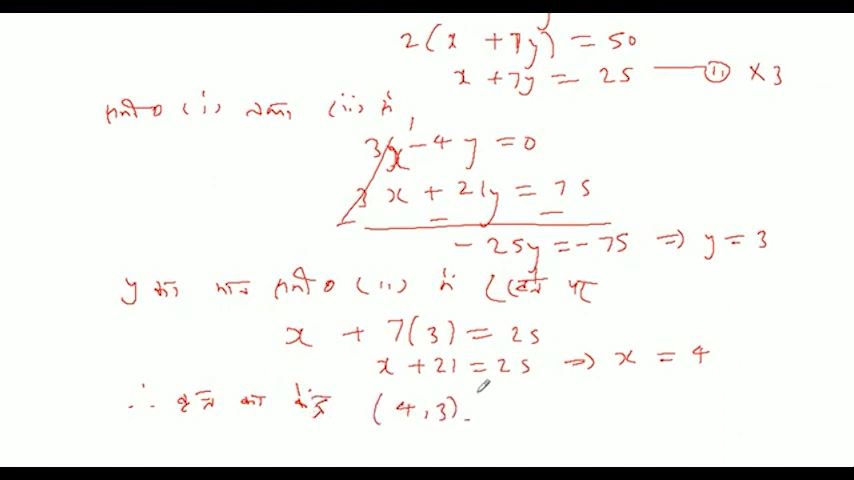 2(x + 7y) = 50
x + 7y = 25 —— (ii) × 3
समी० (i) तथा (ii) से,
3x - 4y = 0
3x + 21y = 75
- - -
- 25y = - 75 ⇒ y = 3
y का मान समी० (ii) में रखने पर
x + 7(3) = 25
x + 21 = 25 ⇒ x = 4
∴ वृत्त का केंद्र (4, 3).